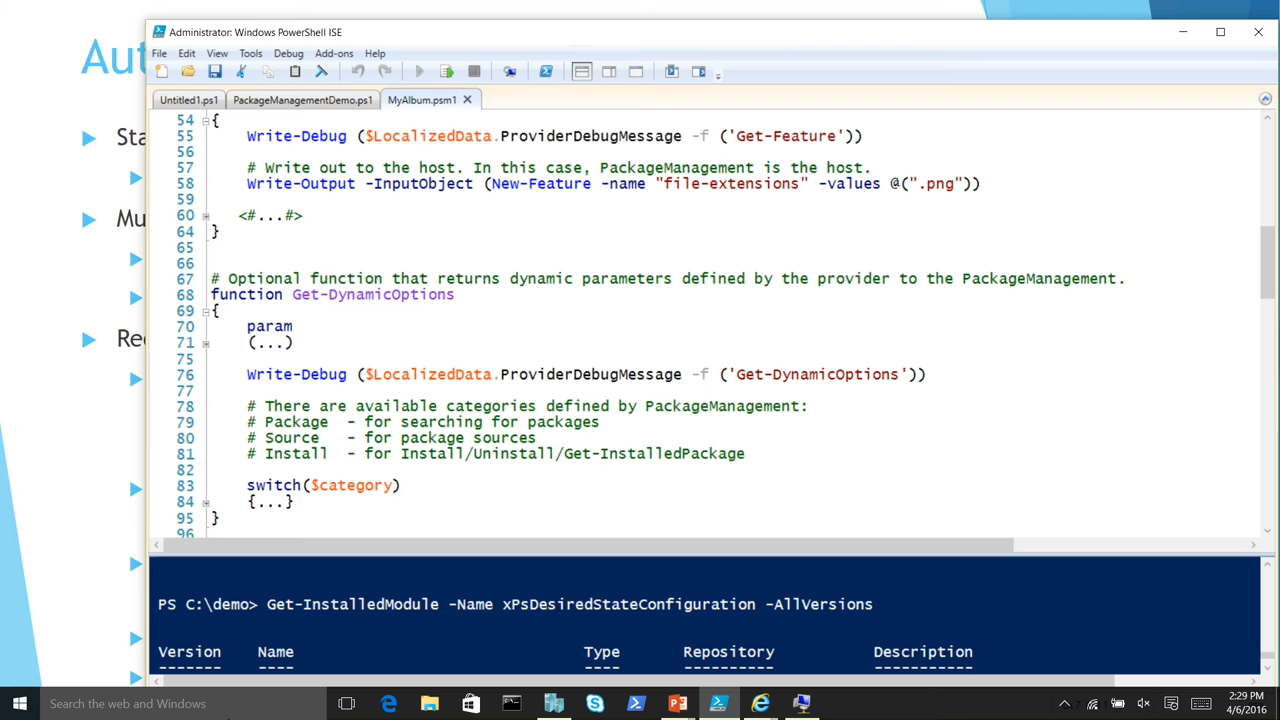 Aut
Sta
Mu
Rec
Administrator: Windows PowerShell ISE
File Edit View Tools Debug Add-ons Help
Untitled1.ps1 PackageManagementDemo.ps1 MyAlbum.psm1
54 {
55 Write-Debug ($LocalizedData.ProviderDebugMessage -f ('Get-Feature'))
56
57 # Write out to the host. In this case, PackageManagement is the host.
58 Write-Output -InputObject (New-Feature -name "file-extensions" -values @(".png"))
59
60 <#...#>
64 }
65
66
67 # Optional function that returns dynamic parameters defined by the provider to the PackageManagement.
68 function Get-DynamicOptions
69 {
70 param
71 (...)
75
76 Write-Debug ($LocalizedData.ProviderDebugMessage -f ('Get-DynamicOptions'))
77
78 # There are available categories defined by PackageManagement:
79 # Package - for searching for packages
80 # Source - for package sources
81 # Install - for Install/Uninstall/Get-InstalledPackage
82
83 switch($category)
84 {...}
95 }
96
PS C:\demo> Get-InstalledModule -Name xPsDesiredStateConfiguration -AllVersions
Version Name Type Repository Description
------- ---- ---- ---------- -----------
Search the web and Windows
2:29 PM
4/6/2016